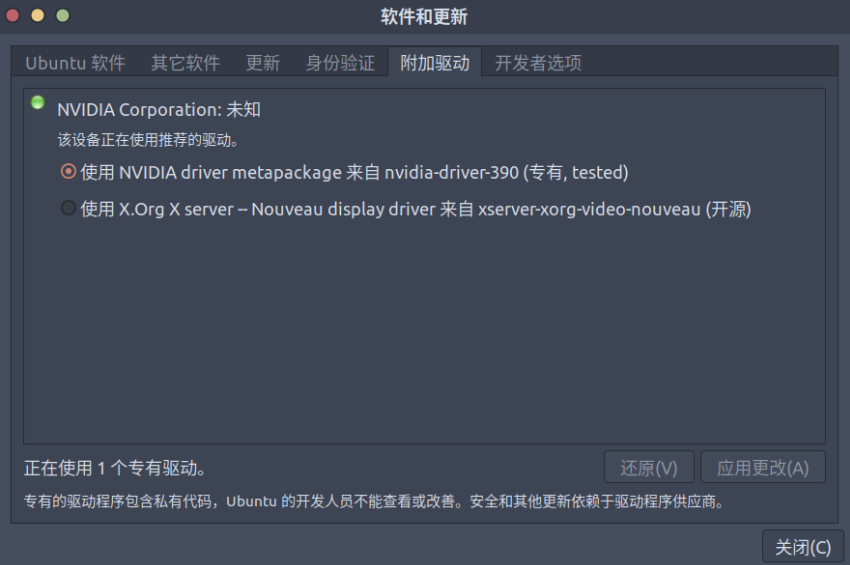 软件和更新
Ubuntu 软件 其它软件 更新 身份验证 附加驱动 开发者选项
NVIDIA Corporation: 未知
该设备正在使用推荐的驱动。
使用 NVIDIA driver metapackage 来自 nvidia-driver-390 (专有, tested)
使用 X.Org X server -- Nouveau display driver 来自 xserver-xorg-video-nouveau (开源)
正在使用 1 个专有驱动。 还原(V) 应用更改(A)
专有的驱动程序包含私有代码，Ubuntu 的开发人员不能查看或改善。安全和其他更新依赖于驱动程序供应商。
关闭(C)